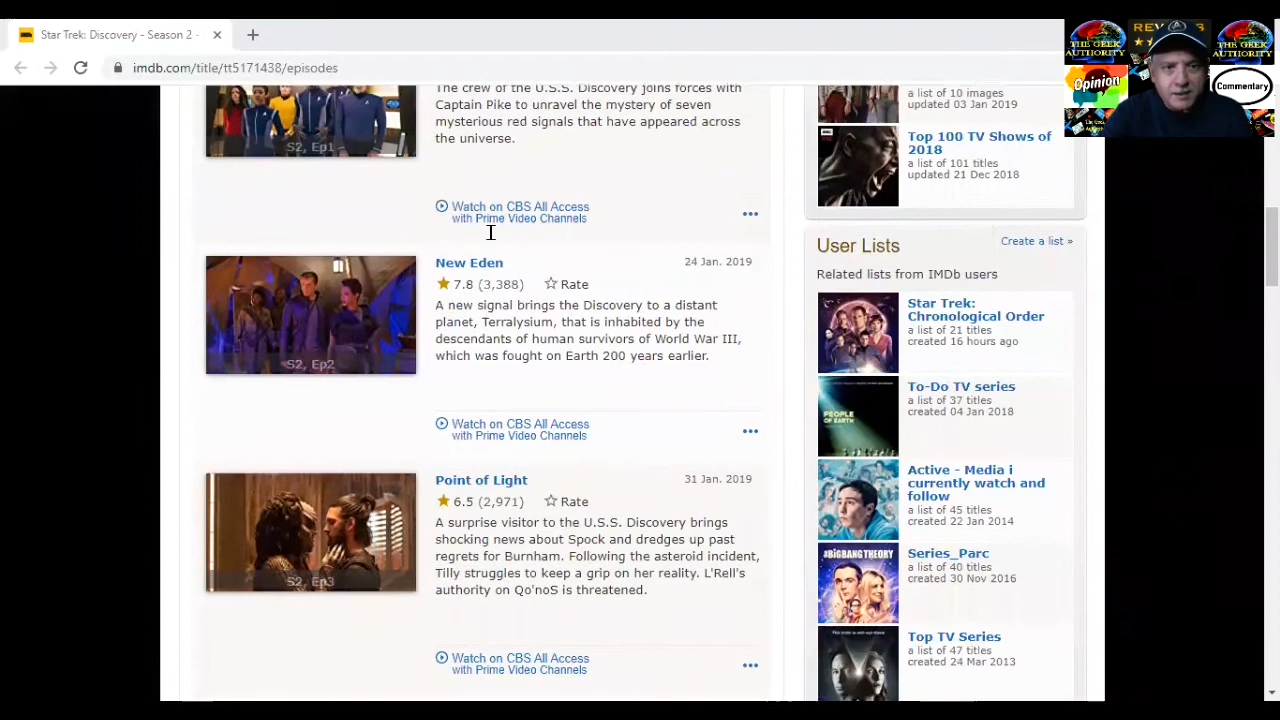 Star Trek: Discovery - Season 2 -
imdb.com/title/tt5171438/episodes
REV
S
THE GEEK
AUTHORITY
THE GEEK
AUTHORITY
Opinion
Commentary
The crew of the U.S.S. Discovery joins forces with
Captain Pike to unravel the mystery of seven
mysterious red signals that have appeared across
the universe.
S2, Ep1
Watch on CBS All Access
with Prime Video Channels
New Eden
24 Jan. 2019
7.8 (3,388)
Rate
A new signal brings the Discovery to a distant
planet, Terralysium, that is inhabited by the
descendants of human survivors of World War III,
which was fought on Earth 200 years earlier.
S2, Ep2
Watch on CBS All Access
with Prime Video Channels
Point of Light
31 Jan. 2019
6.5 (2,971)
Rate
A surprise visitor to the U.S.S. Discovery brings
shocking news about Spock and dredges up past
regrets for Burnham. Following the asteroid incident,
Tilly struggles to keep a grip on her reality. L'Rell's
authority on Qo'noS is threatened.
S2, Ep3
Watch on CBS All Access
with Prime Video Channels
a list of 10 images
updated 03 Jan 2019
Top 100 TV Shows of
2018
a list of 101 titles
updated 21 Dec 2018
User Lists
Create a list »
Related lists from IMDb users
Star Trek:
Chronological Order
a list of 21 titles
created 16 hours ago
To-Do TV series
a list of 37 titles
created 04 Jan 2018
PEOPLE
OF EARTH
Active - Media i
currently watch and
follow
a list of 45 titles
created 22 Jan 2014
Series_Parc
a list of 40 titles
created 30 Nov 2016
BIGBANG THEORY
Top TV Series
a list of 47 titles
created 24 Mar 2013